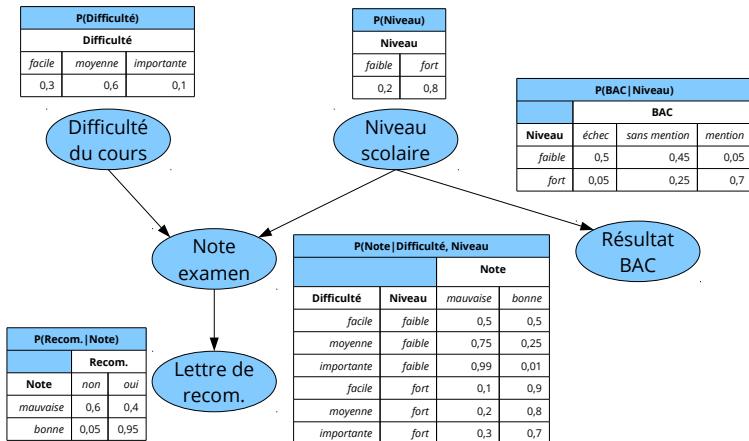 P(Difficulté)
Difficulté
facile moyenne importante
0,3 0,6 0,1
P(Niveau)
Niveau
faible fort
0,2 0,8
P(BAC|Niveau)
BAC
Niveau échec sans mention mention
faible 0,5 0,45 0,05
fort 0,05 0,25 0,7
Difficulté
du cours
Niveau
scolaire
Note
examen
Résultat
BAC
P(Note|Difficulté, Niveau
Note
Difficulté Niveau mauvaise bonne
facile faible 0,5 0,5
moyenne faible 0,75 0,25
importante faible 0,99 0,01
facile fort 0,1 0,9
moyenne fort 0,2 0,8
importante fort 0,3 0,7
P(Recom.|Note)
Recom.
Note non oui
mauvaise 0,6 0,4
bonne 0,05 0,95
Lettre de
recom.